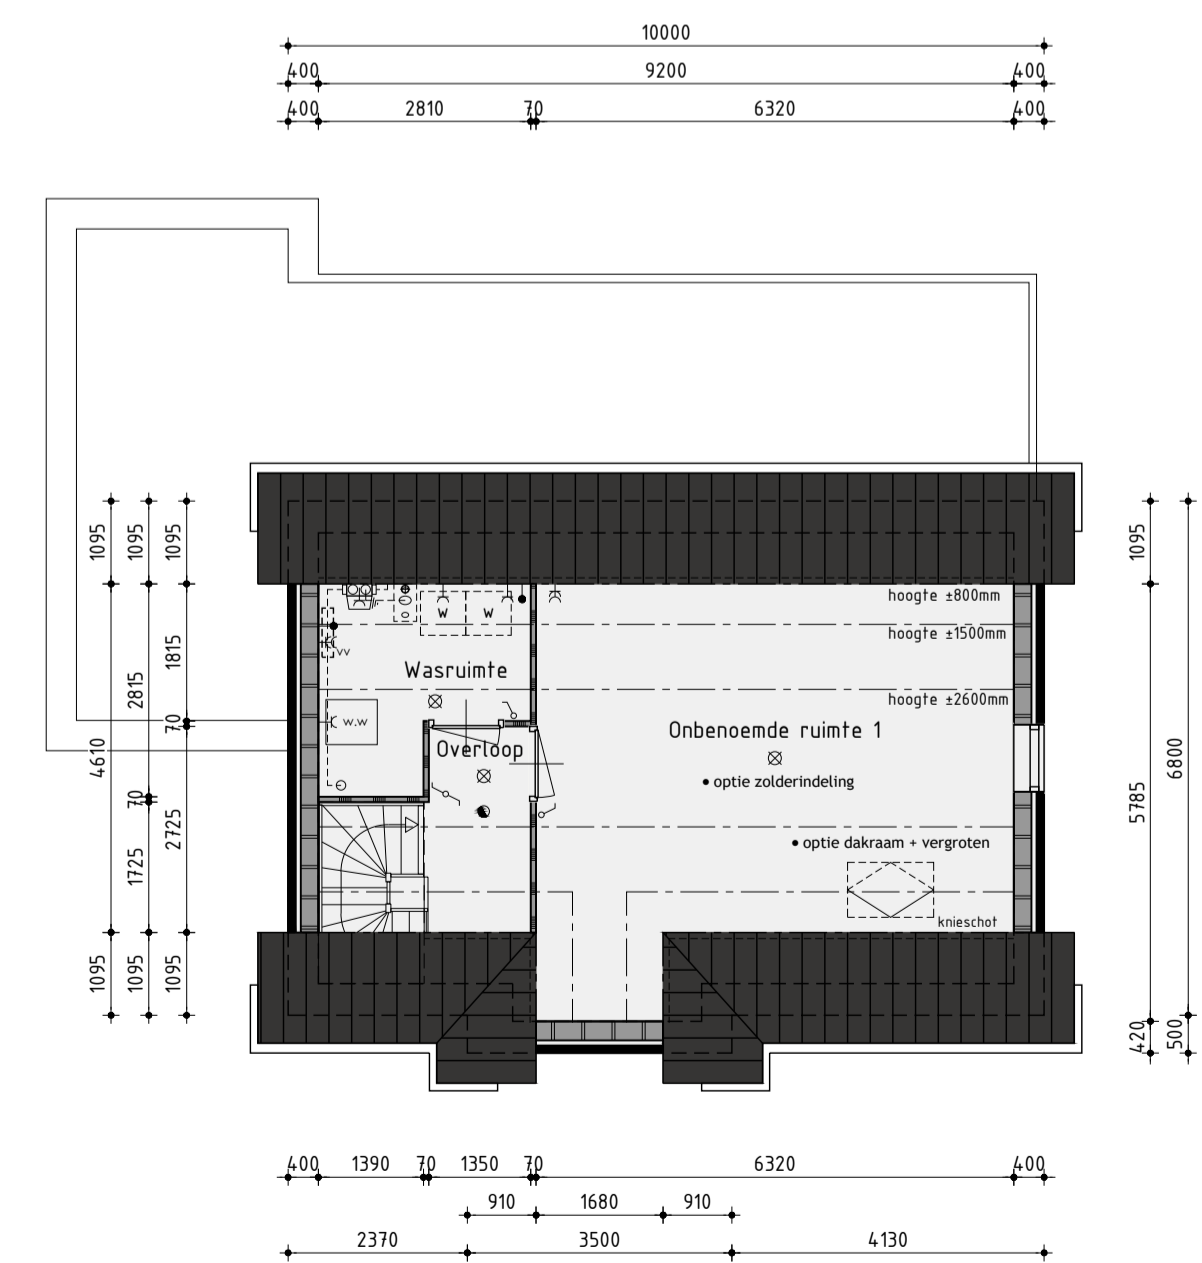 10000
400 9200 400
400 2810 70 6320 400
1095 1095 1095
1095
hoogte ±800mm
hoogte ±1500mm
W W
VV
Wasruimte
hoogte ±2600mm
1815
2815
70
W.W
Overloop
Onbenoemde ruimte 1
• optie zolderindeling
4610
70
2725
1725
5785
6800
• optie dakraam + vergroten
knieschot
1095 1095 1095
420
500
400 1390 70 1350 70 6320 400
910 1680 910
2370 3500 4130